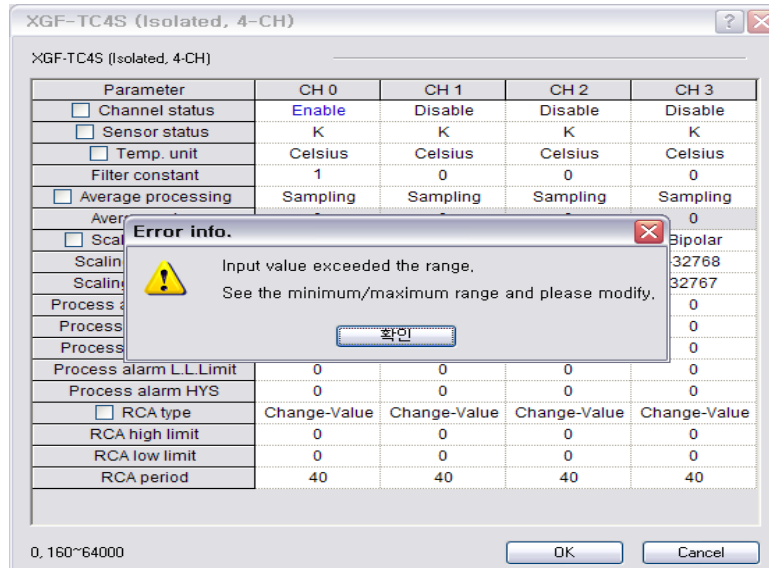 XGF-TC4S (Isolated, 4-CH)
XGF-TC4S (Isolated, 4-CH)
Parameter CH 0 CH 1 CH 2 CH 3
Channel status Enable Disable Disable Disable
Sensor status K K K K
Temp. unit Celsius Celsius Celsius Celsius
Filter constant 1 0 0 0
Average processing Sampling Sampling Sampling Sampling
0
Error info.
Bipolar
Input value exceeded the range,
Scaling 32768
See the minimum/maximum range and please modify,
Scaling 32767
Process 0
Process 0
확인
Process 0
Process alarm L.L.Limit 0 0 0 0
Process alarm HYS 0 0 0 0
RCA type Change-Value Change-Value Change-Value Change-Value
RCA high limit 0 0 0 0
RCA low limit 0 0 0 0
RCA period 40 40 40 40
0, 160~64000 OK Cancel